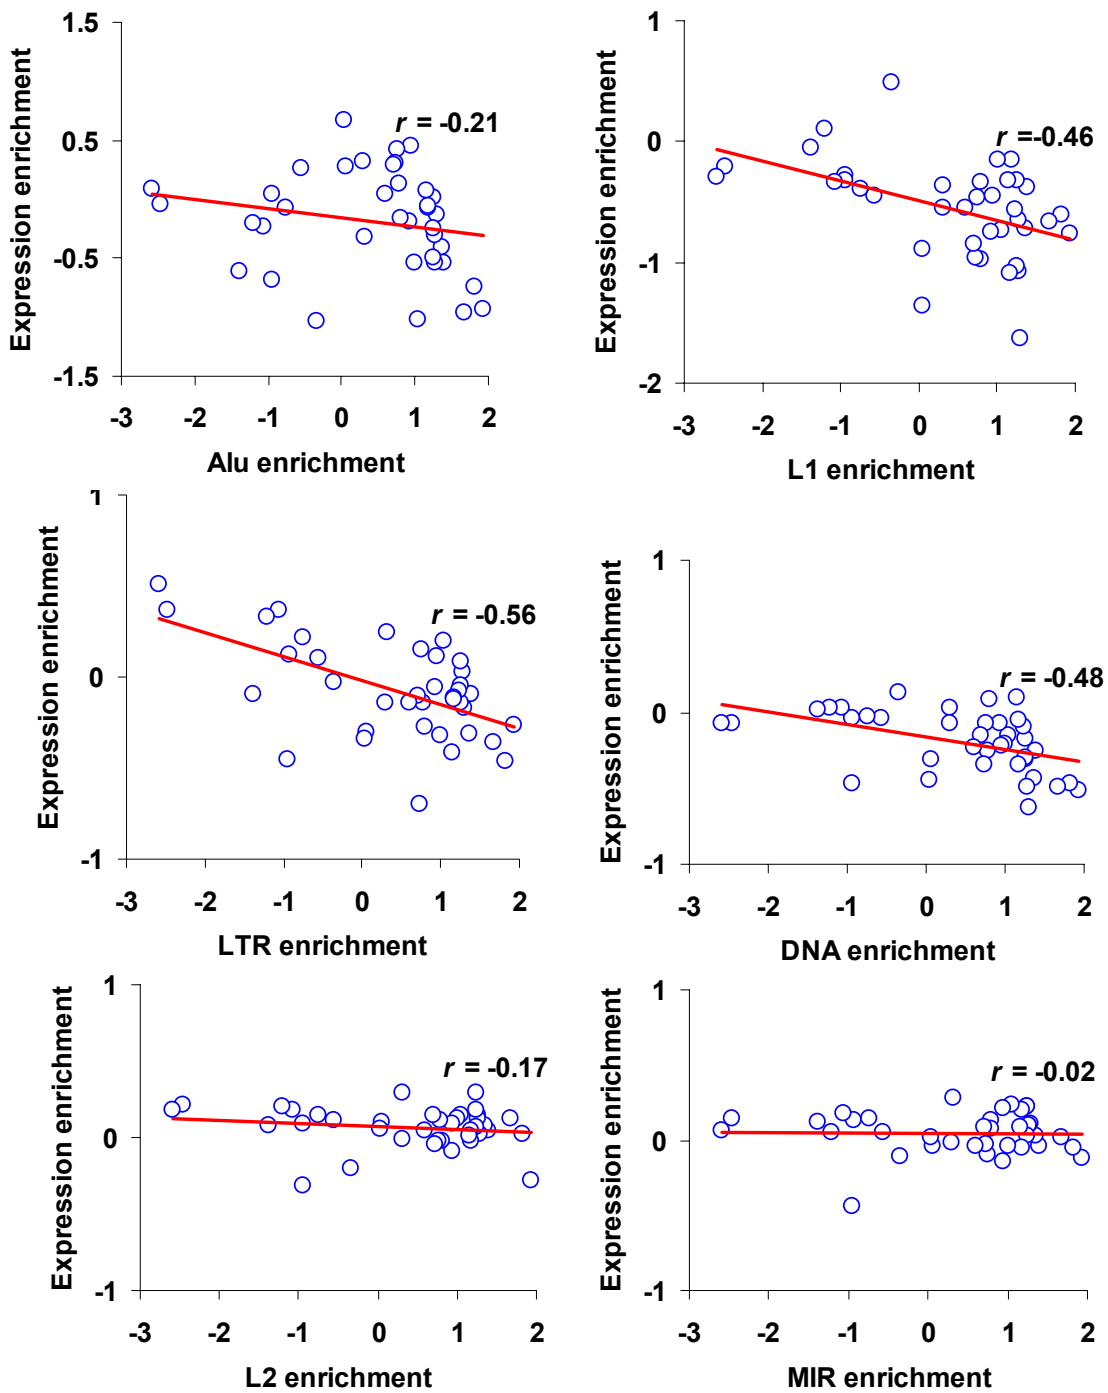 1.5
0.5
-0.5
-1.5
Expression enrichment
r = -0.21
-3 -2 -1 0 1 2
Alu enrichment
1
0
-1
-2
Expression enrichment
r =-0.46
-3 -2 -1 0 1 2
L1 enrichment
1
0
-1
Expression enrichment
r = -0.56
-3 -2 -1 0 1 2
LTR enrichment
1
0
-1
Expression enrichment
r = -0.48
-3 -2 -1 0 1 2
DNA enrichment
1
0
-1
Expression enrichment
r = -0.17
-3 -2 -1 0 1 2
L2 enrichment
1
0
-1
Expression enrichment
r = -0.02
-3 -2 -1 0 1 2
MIR enrichment